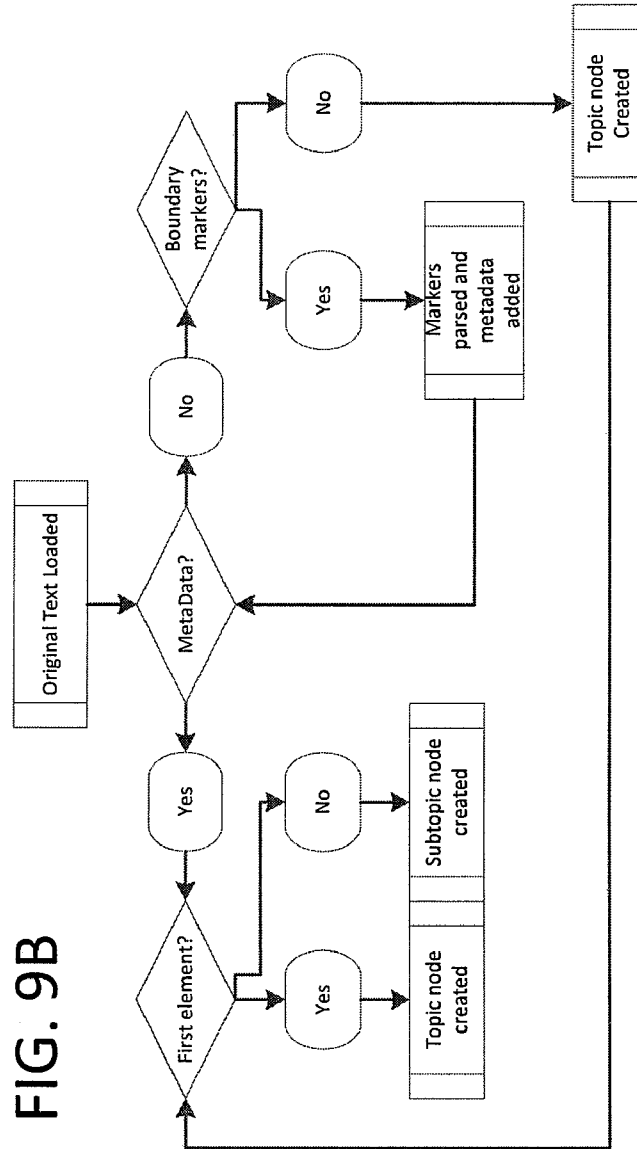 FIG. 9B
Original Text Loaded
First element?
Yes
MetaData?
No
Boundary
markers?
Yes
No
Yes
No
Topic node
created
Subtopic node
created
Markers
parsed and
metadata
added
Topic node
Created